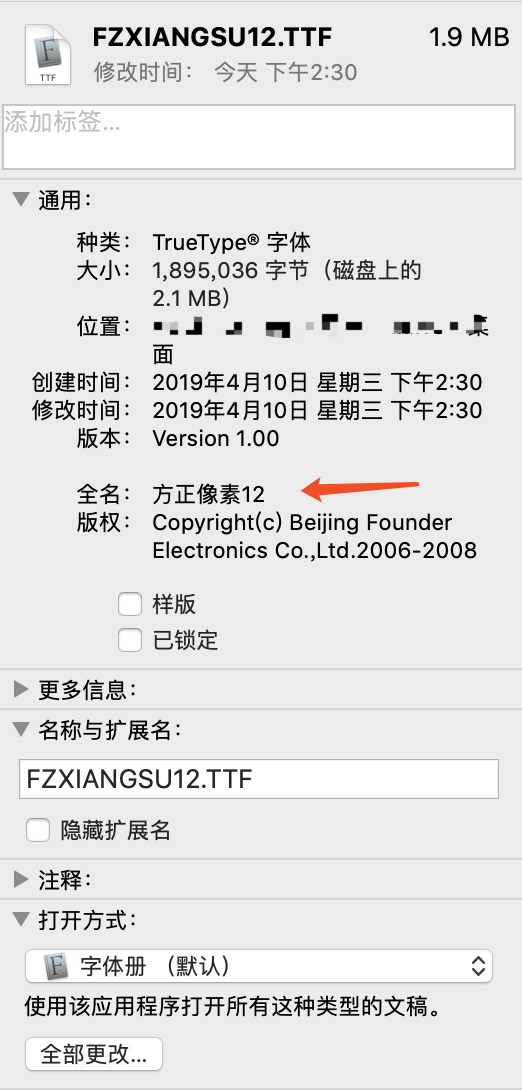 FZXIANGSU12.TTF 1.9 MB
TTF
修改时间： 今天 下午2:30
添加标签...
通用：
种类： TrueType® 字体
大小： 1,895,036 字节（磁盘上的
2.1 MB）
位置：
面
创建时间： 2019年4月10日 星期三 下午2:30
修改时间： 2019年4月10日 星期三 下午2:30
版本： Version 1.00
全名： 方正像素12
版权： Copyright(c) Beijing Founder
Electronics Co.,Ltd.2006-2008
样版
已锁定
更多信息：
名称与扩展名：
FZXIANGSU12.TTF
隐藏扩展名
注释：
打开方式：
字体册 （默认）
使用该应用程序打开所有这种类型的文稿。
全部更改...